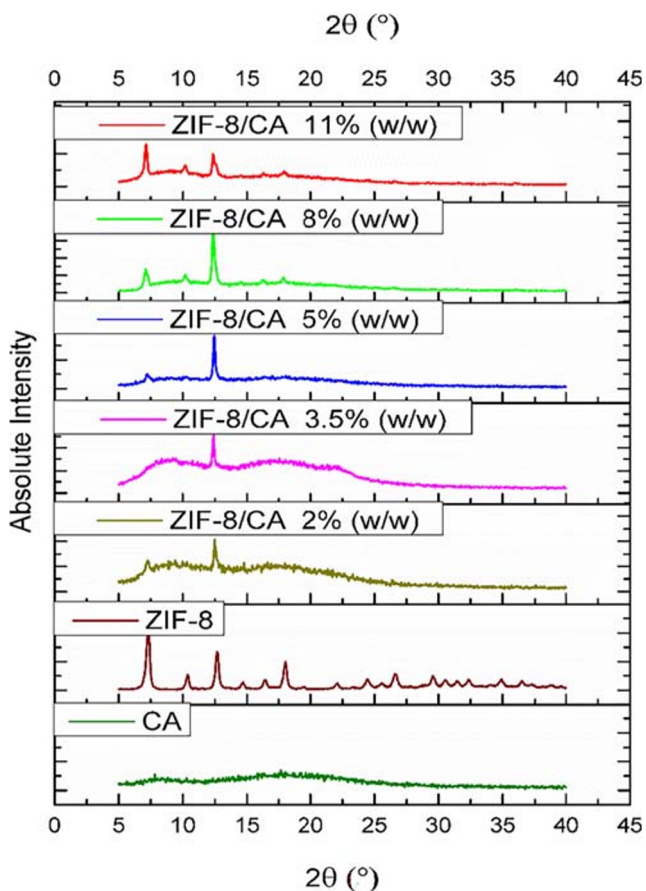 2θ (°)
0 5 10 15 20 25 30 35 40 45
ZIF-8/CA 11% (w/w)
ZIF-8/CA 8% (w/w)
ZIF-8/CA 5% (w/w)
ZIF-8/CA 3.5% (w/w)
ZIF-8/CA 2% (w/w)
ZIF-8
CA
Absolute Intensity
0 5 10 15 20 25 30 35 40 45
2θ (°)